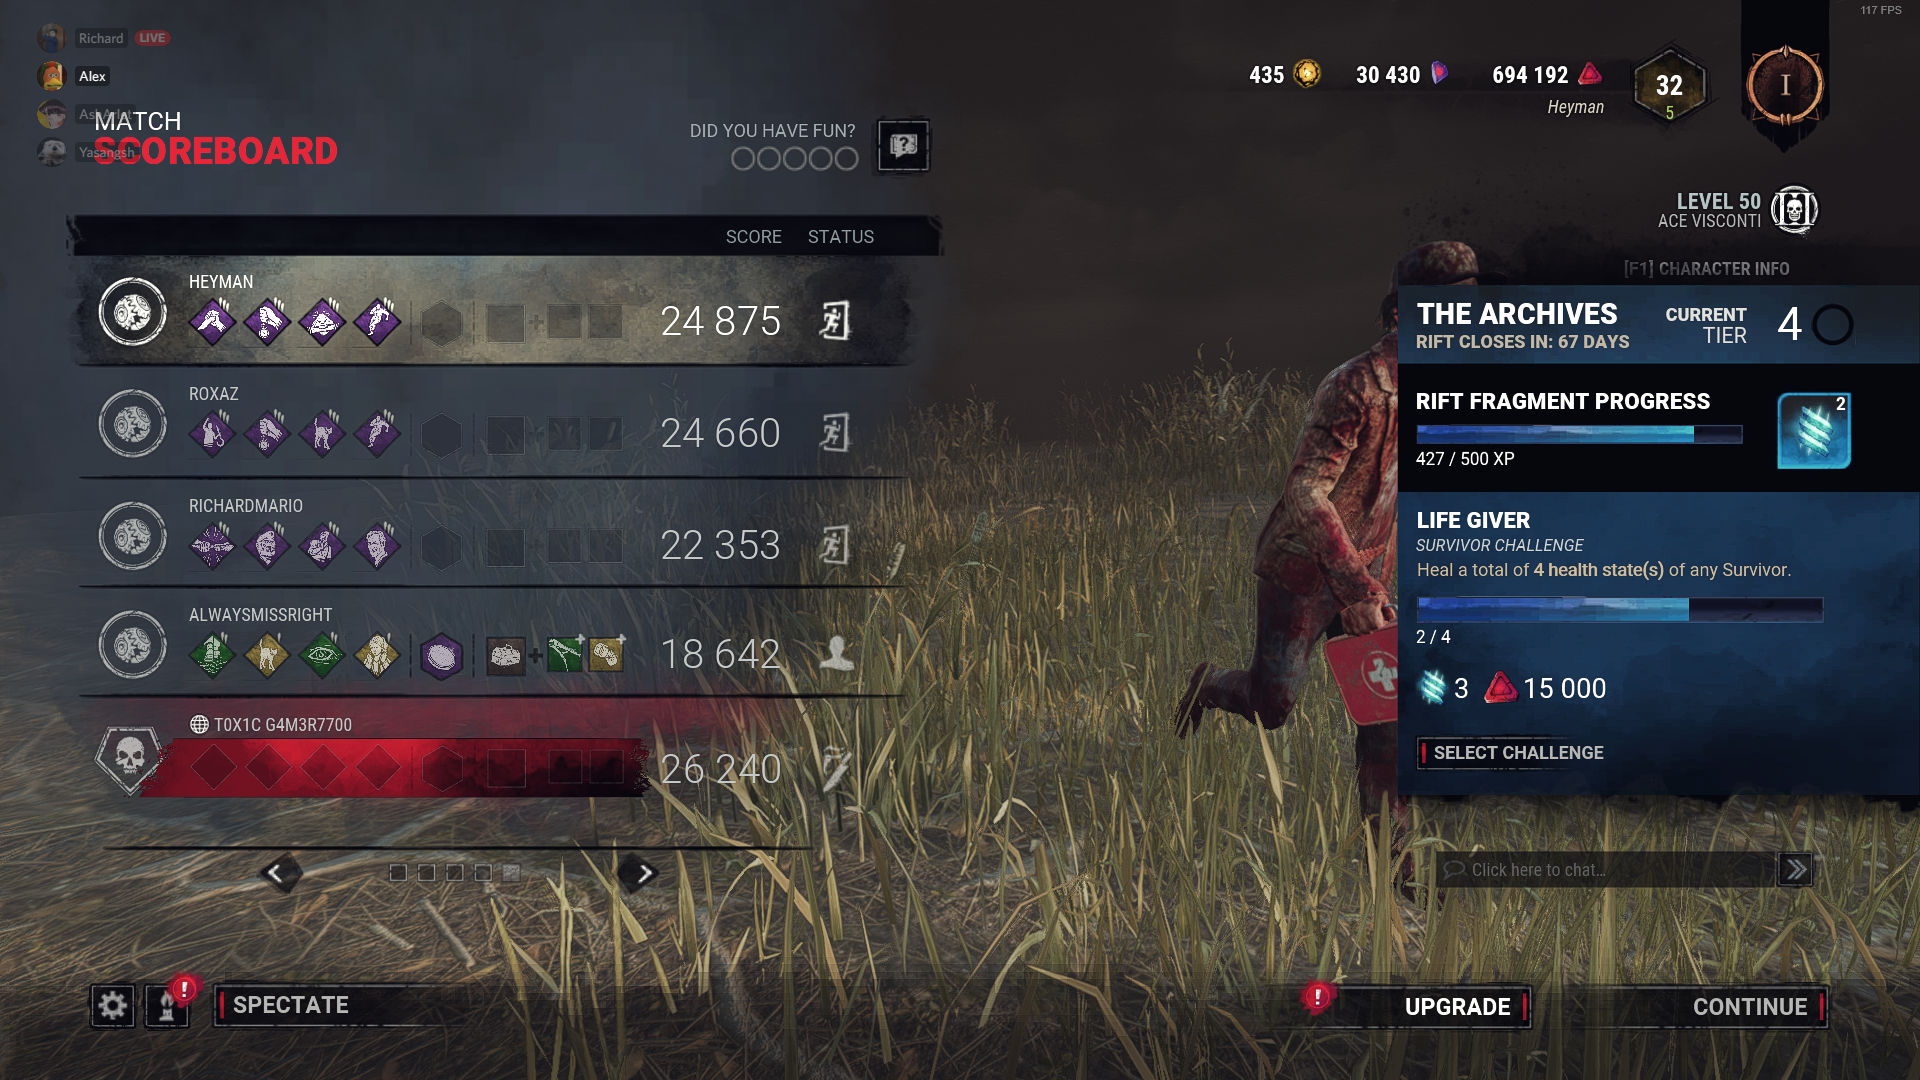 117 FPS
Richard LIVE
Alex
AshArlet
Yasangsh
MATCH
SCOREBOARD
DID YOU HAVE FUN?
435 30 430 694 192
Heyman
32
5
I
LEVEL 50
ACE VISCONTI
[F1] CHARACTER INFO
SCORE STATUS
HEYMAN
24 875
ROXAZ
24 660
RICHARDMARIO
22 353
ALWAYSMISSRIGHT
18 642
T0X1C G4M3R7700
26 240
THE ARCHIVES
RIFT CLOSES IN: 67 DAYS
CURRENT
TIER
4
RIFT FRAGMENT PROGRESS
2
427 / 500 XP
LIFE GIVER
SURVIVOR CHALLENGE
Heal a total of 4 health state(s) of any Survivor.
2 / 4
3 15 000
SELECT CHALLENGE
Click here to chat...
SPECTATE
UPGRADE
CONTINUE